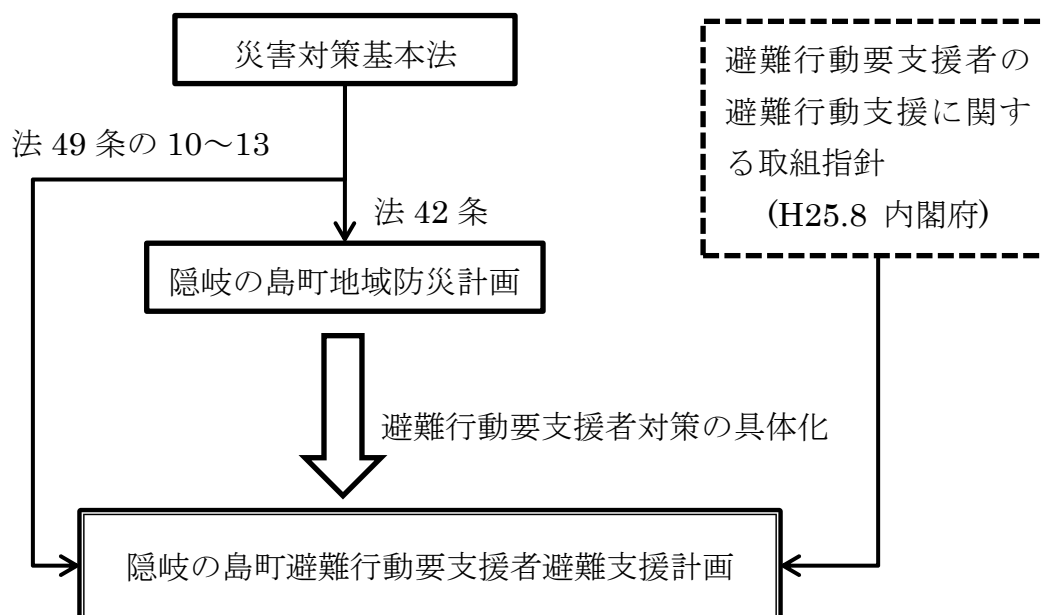 災害対策基本法
避難行動要支援者の
避難行動支援に関す
る取組指針
(H25.8 内閣府)
法 49 条の 10～13
法 42 条
隠岐の島町地域防災計画
避難行動要支援者対策の具体化
隠岐の島町避難行動要支援者避難支援計画